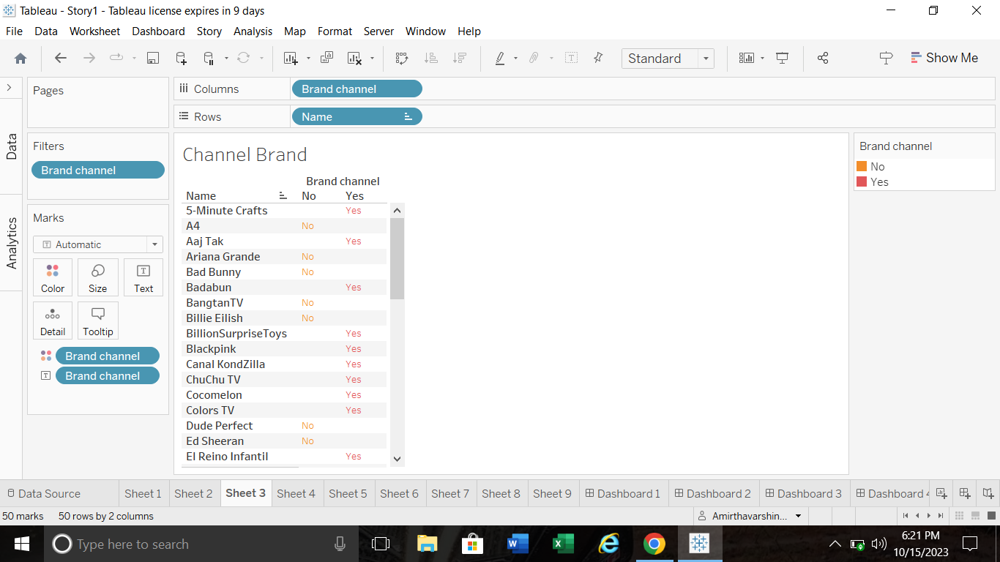 Tableau - Story1 - Tableau license expires in 9 days
File Data Worksheet Dashboard Story Analysis Map Format Server Window Help
Standard
Show Me
Pages
Columns
Brand channel
Rows
Name
Data
Analytics
Filters
Brand channel
Marks
Automatic
Color Size Text
Detail Tooltip
Brand channel
Brand channel
Channel Brand
Brand channel
Name No Yes
5-Minute Crafts Yes
A4 No
Aaj Tak Yes
Ariana Grande No
Bad Bunny No
Badabun Yes
BangtanTV No
Billie Eilish No
BillionSurpriseToys Yes
Blackpink Yes
Canal KondZilla Yes
ChuChu TV Yes
Cocomelon Yes
Colors TV Yes
Dude Perfect No
Ed Sheeran No
El Reino Infantil Yes
Brand channel
No
Yes
Data Source Sheet 1 Sheet 2 Sheet 3 Sheet 4 Sheet 5 Sheet 6 Sheet 7 Sheet 8 Sheet 9 Dashboard 1 Dashboard 2 Dashboard 3 Dashboard 4
50 marks 50 rows by 2 columns Amirthavarshin...
Type here to search
6:21 PM
10/15/2023